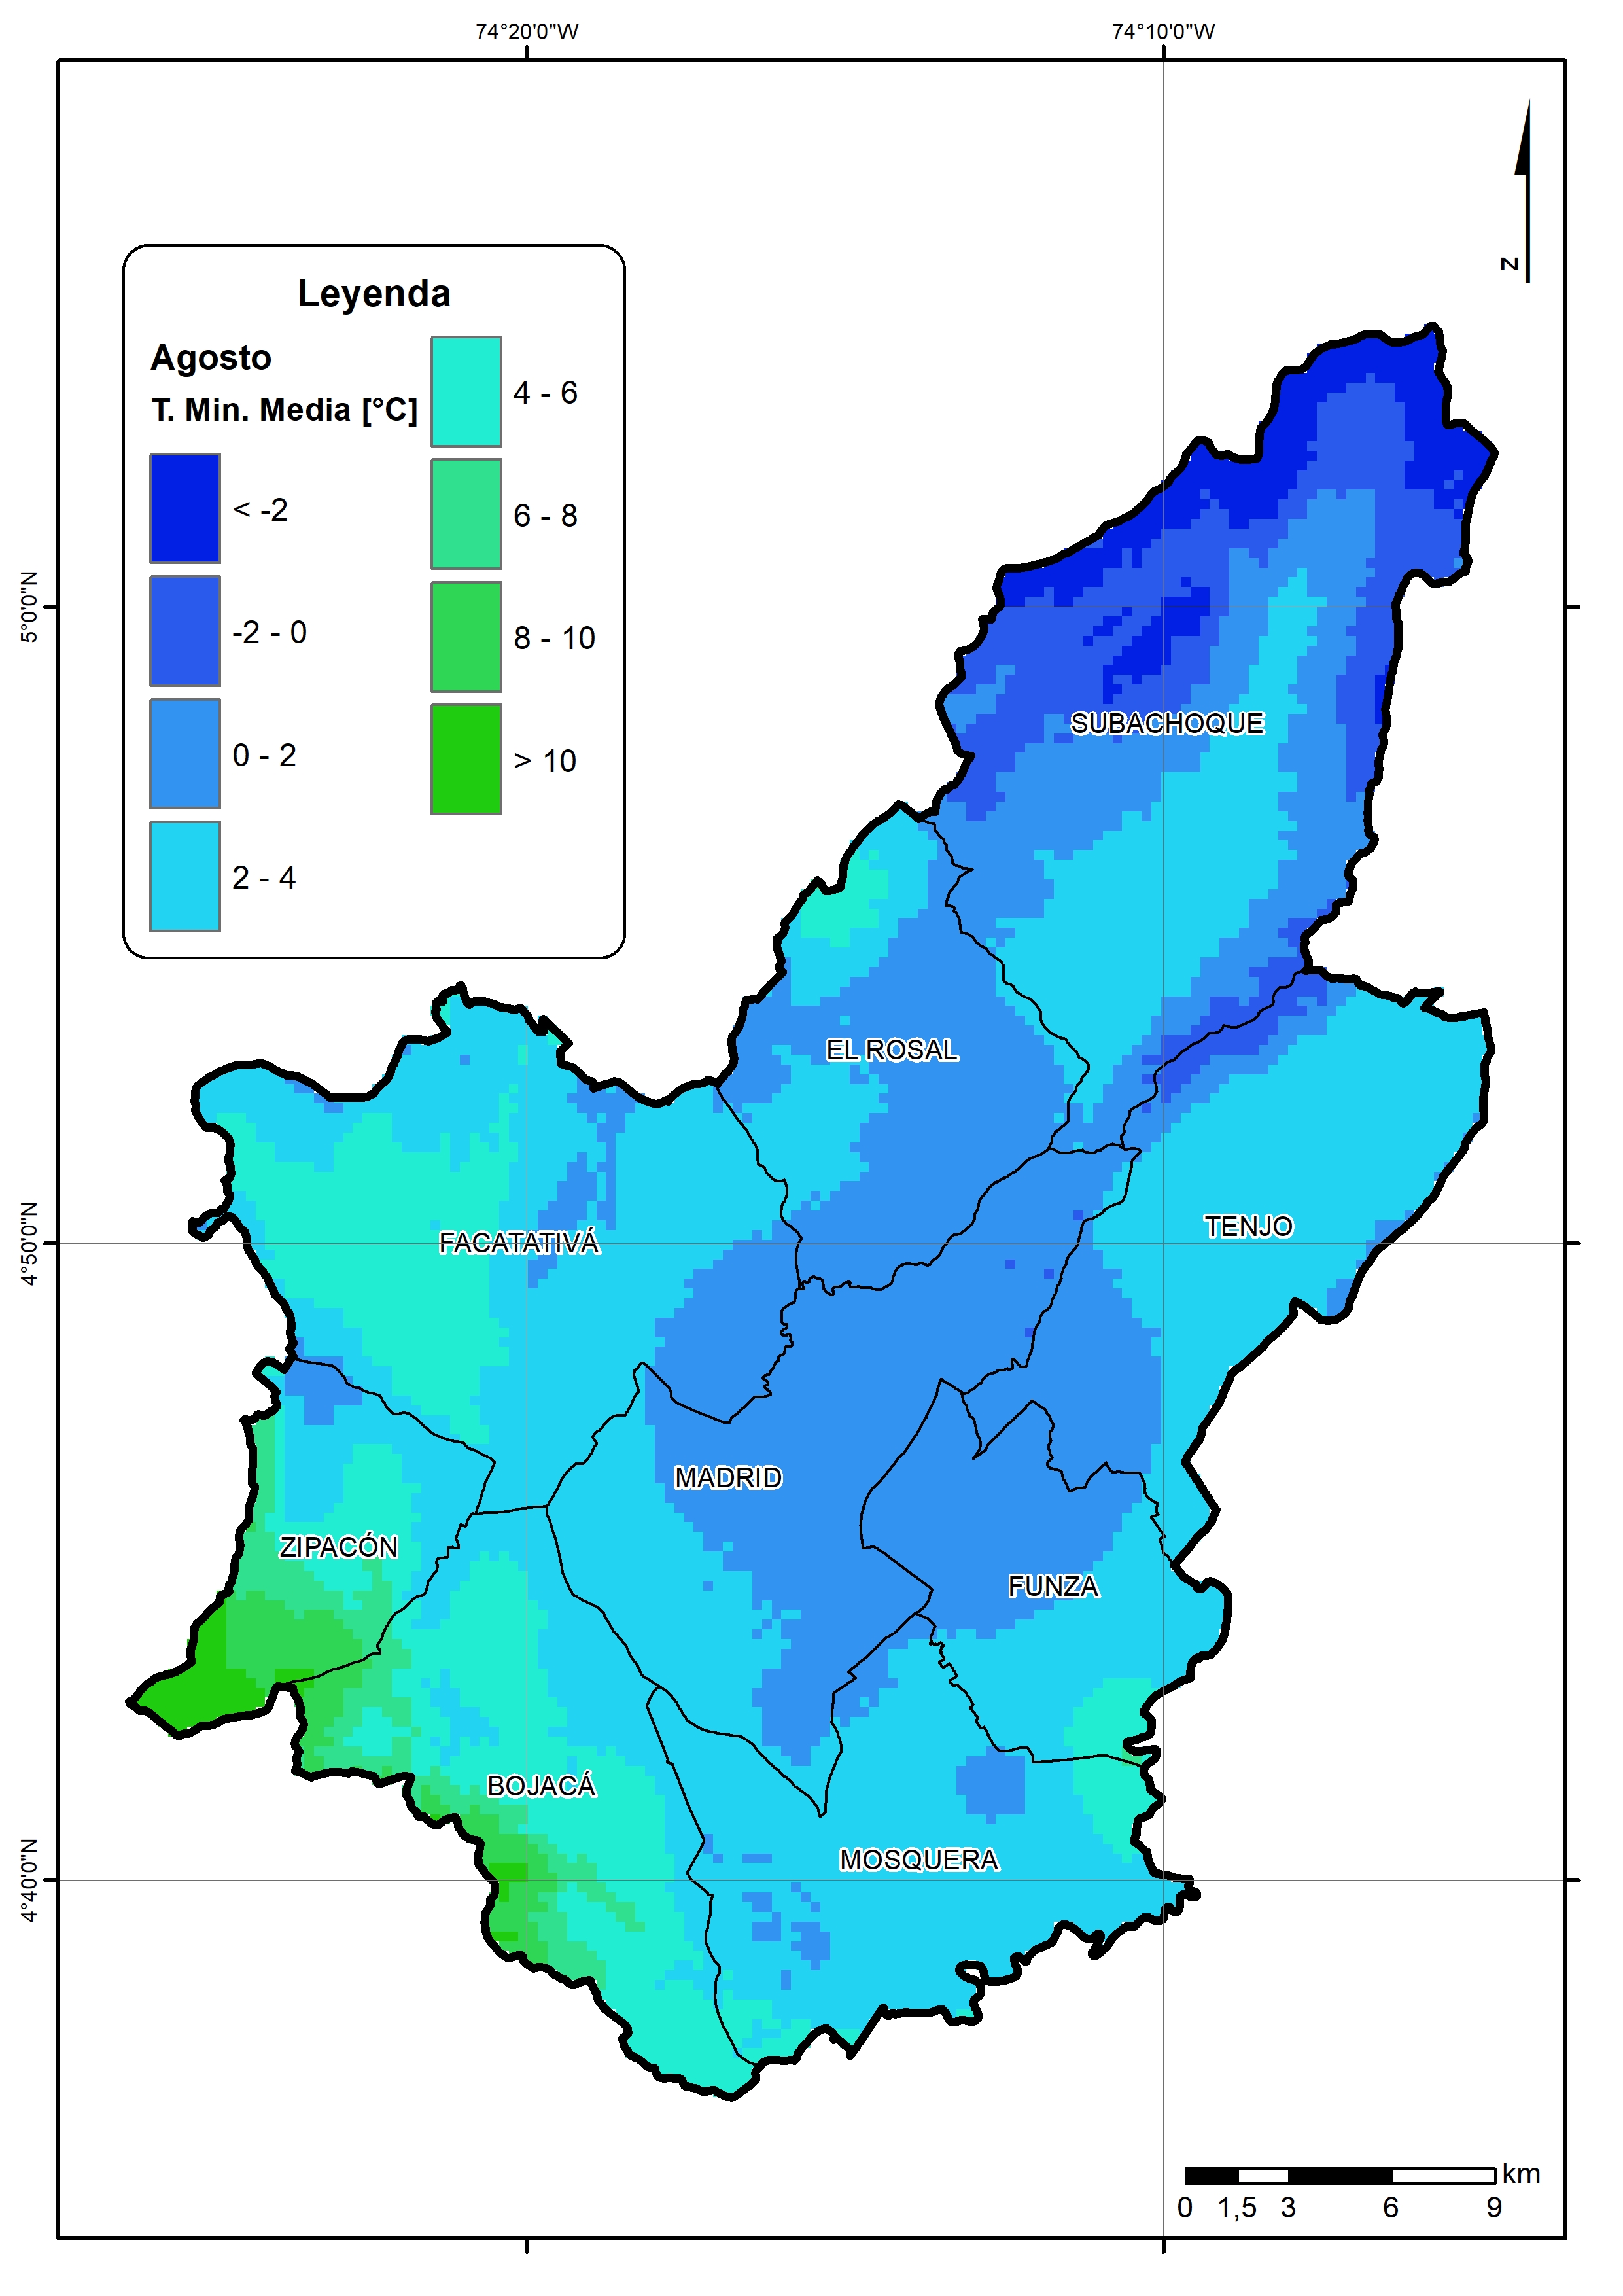 74°20'0"W
74°10'0"W
N
Leyenda
Agosto
T. Min. Media [°C]
< -2
-2 - 0
0 - 2
2 - 4
4 - 6
6 - 8
8 - 10
> 10
5°0'0"N
SUBACHOQUE
EL ROSAL
TENJO
FACATATIVÁ
4°50'0"N
MADRID
ZIPACÓN
FUNZA
BOJACÁ
MOSQUERA
4°40'0"N
km
0 1,5 3 6 9